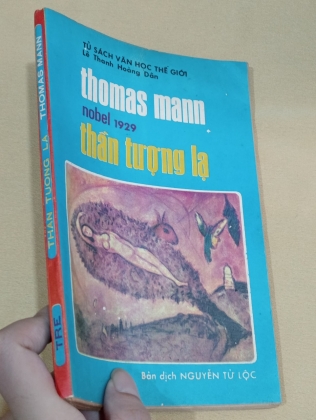 TỦ SÁCH VĂN HỌC THẾ GIỚI
Lê Thanh Hoàng Dân
thomas mann
nobel 1929
thần tượng lạ
Bản dịch NGUYỄN TỬ LỘC
TRẺ THẦN TƯỢNG LẠ THOMAS MANN